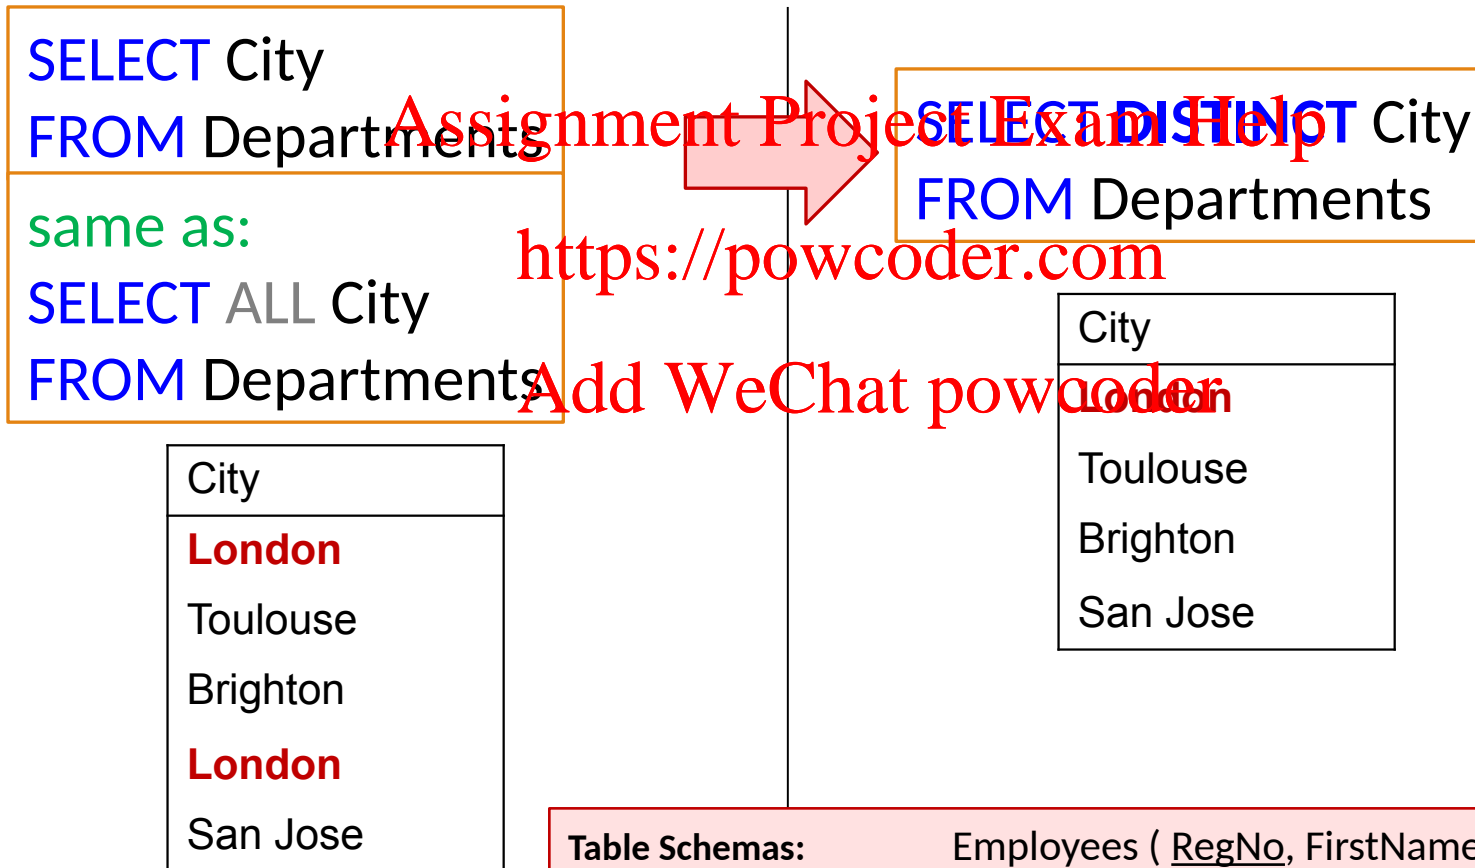 SELECT City
FROM Departments
same as:
SELECT ALL City
FROM Departments
City
London
Toulouse
Brighton
London
San Jose
Assignment Project Exam Help
https://powcoder.com
Add WeChat powcoder
SELECT DISTINCT City
FROM Departments
City
London
Toulouse
Brighton
San Jose
Table Schemas: Employees ( RegNo, FirstName